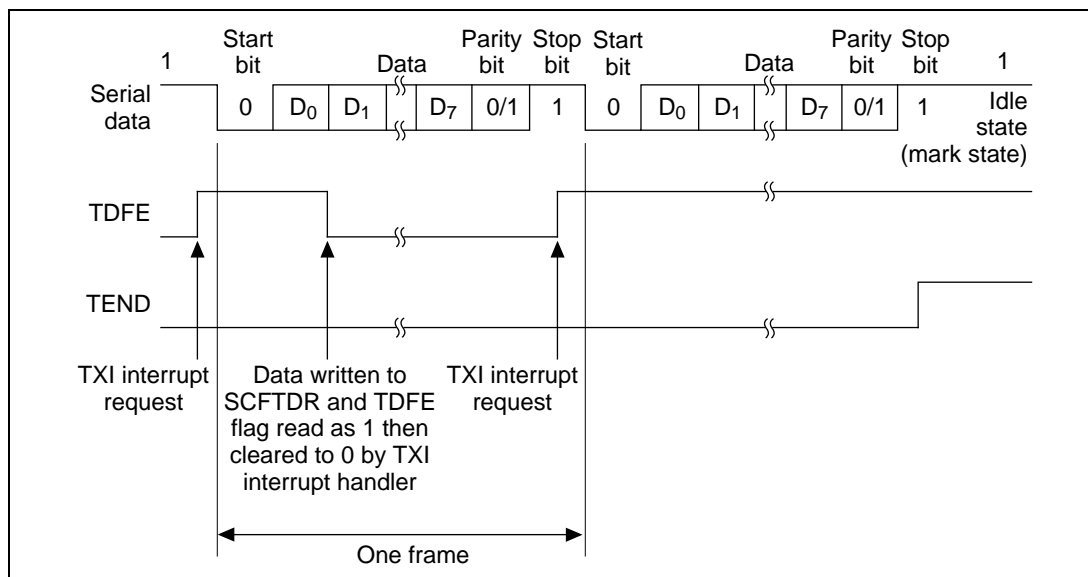 Start bit Data Parity bit Stop bit Start bit Data Parity bit Stop bit
1 1
Serial data 0 D0 D1 D7 0/1 1 0 D0 D1 D7 0/1 1 Idle state (mark state)
TDFE
TEND
TXI interrupt request
Data written to
SCFTDR and TDFE
flag read as 1 then
cleared to 0 by TXI
interrupt handler
TXI interrupt
request
One frame